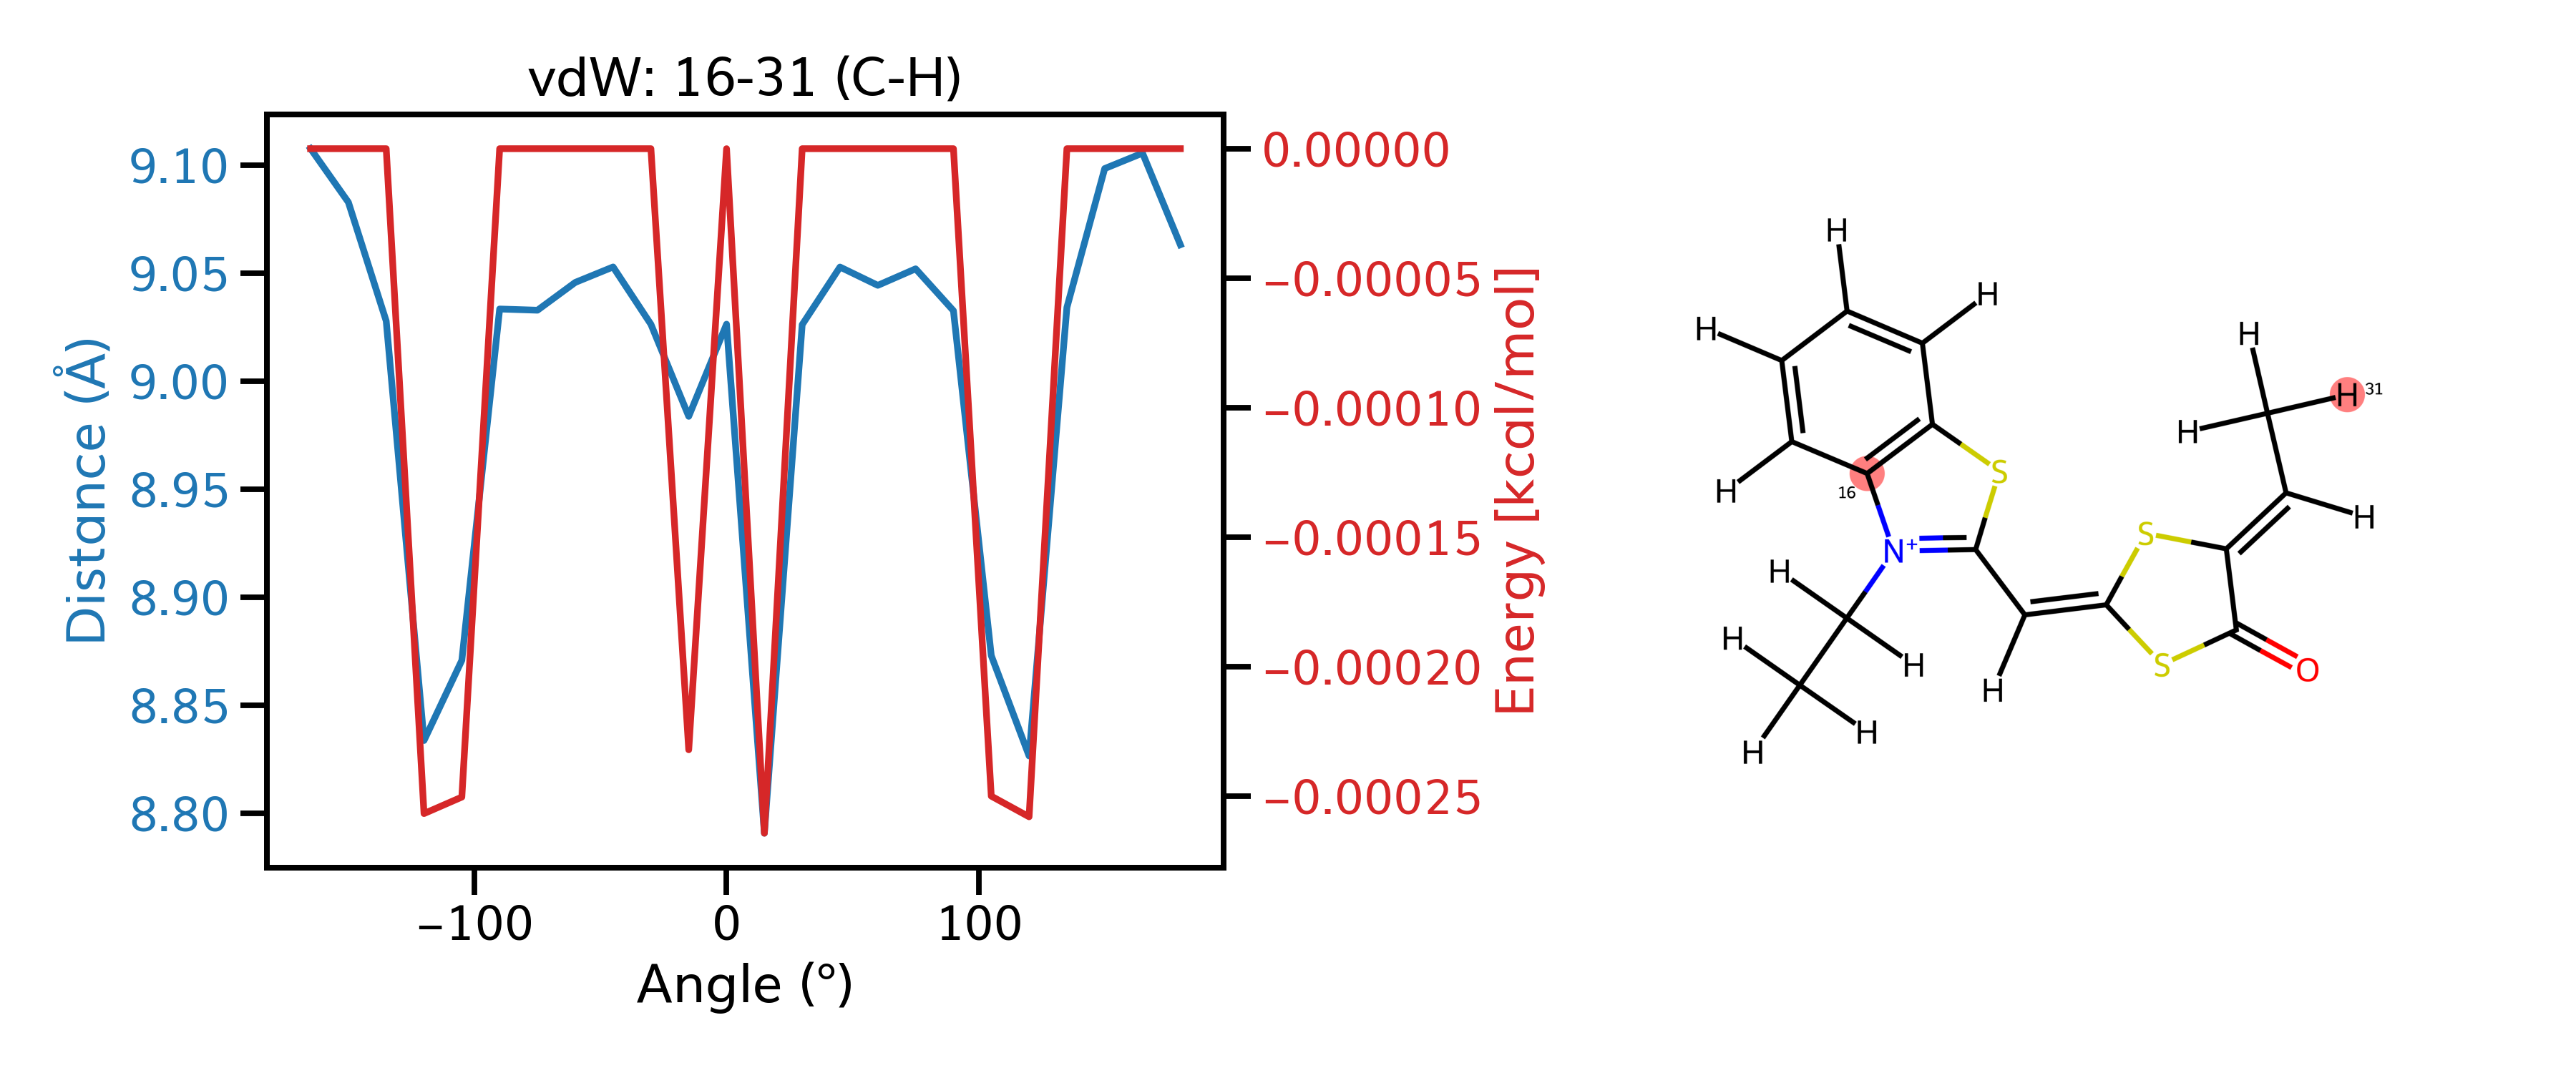 vdW: 16-31 (C-H)
9.10
9.05
9.00
8.95
8.90
8.85
8.80
Distance (Å)
0.00000
−0.00005
−0.00010
−0.00015
−0.00020
−0.00025
Energy [kcal/mol]
−100 0 100
Angle (°)
H
H
H
H
H
H 31
H
S
16
H
H
S
N+
H
H
H
S
O
H
H
H